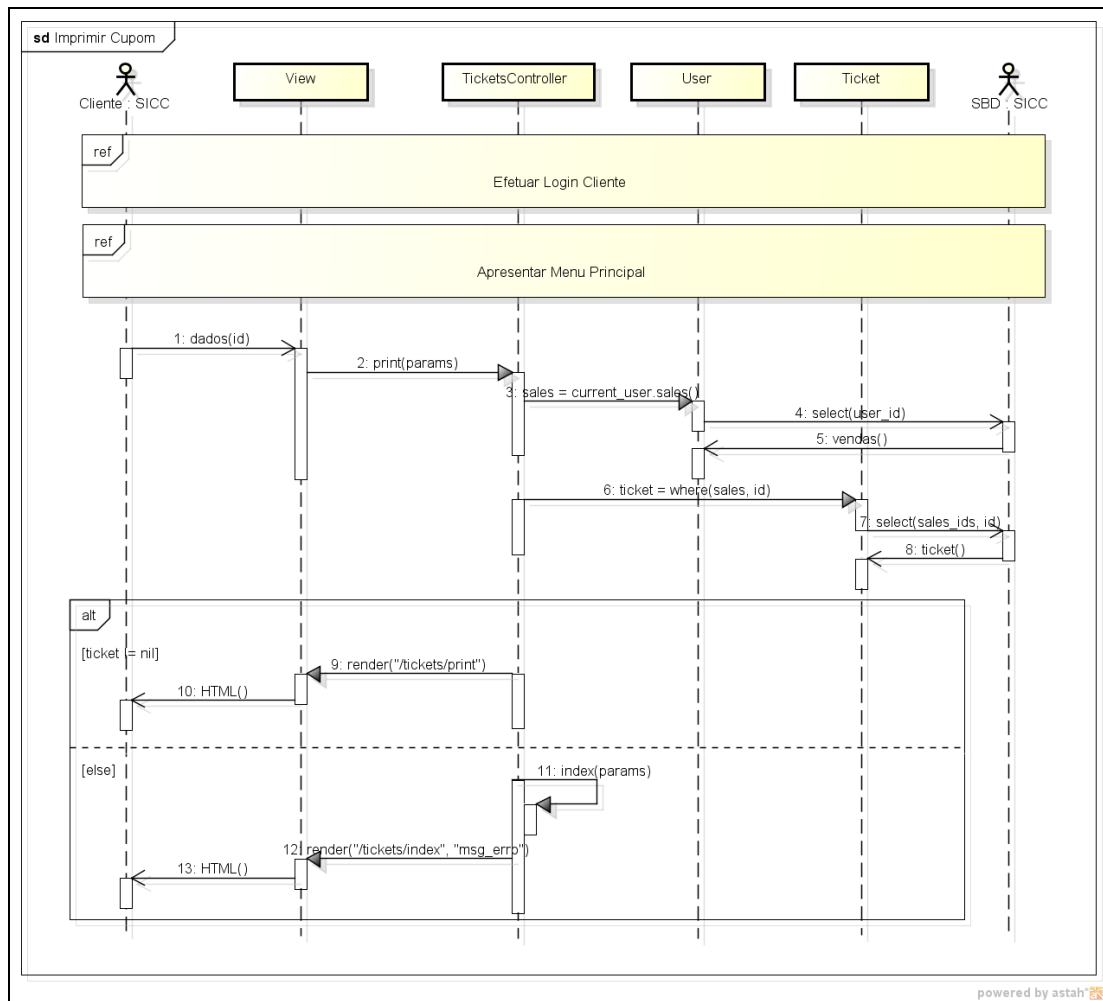 sd Imprimir Cupom
Cliente : SICC
View
TicketsController
User
Ticket
SBD : SICC
ref
Efetuar Login Cliente
ref
Apresentar Menu Principal
1: dados(id)
2: print(params)
3: sales = current_user.sales()
4: select(user_id)
5: vendas()
6: ticket = where(sales, id)
7: select(sales_ids, id)
8: ticket()
alt
[ticket != nil]
9: render("/tickets/print")
10: HTML()
[else]
11: index(params)
12: render("/tickets/index", "msg_erro")
13: HTML()
powered by astah*